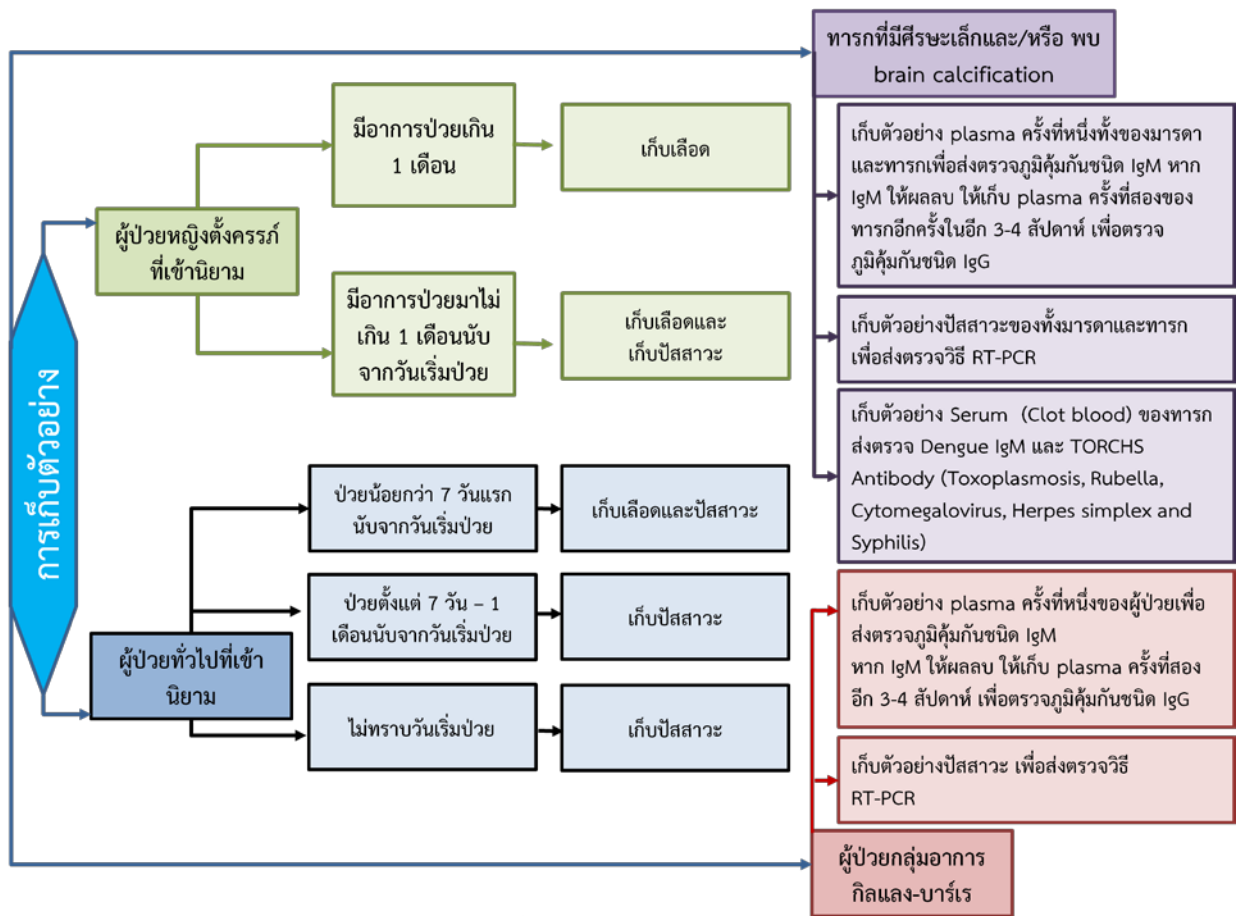 การเก็บตัวอย่าง
ผู้ป่วยหญิงตั้งครรภ์
ที่เข้านิยาม
มีอาการป่วยเกิน
1 เดือน
เก็บเลือด
มีอาการป่วยมาไม่
เกิน 1 เดือนนับ
จากวันเริ่มป่วย
เก็บเลือดและ
เก็บปัสสาวะ
ผู้ป่วยทั่วไปที่เข้า
นิยาม
ป่วยน้อยกว่า 7 วันแรก
นับจากวันเริ่มป่วย
เก็บเลือดและปัสสาวะ
ป่วยตั้งแต่ 7 วัน – 1
เดือนนับจากวันเริ่มป่วย
เก็บปัสสาวะ
ไม่ทราบวันเริ่มป่วย
เก็บปัสสาวะ
ทารกที่มีศีรษะเล็กและ/หรือ พบ
brain calcification
เก็บตัวอย่าง plasma ครั้งที่หนึ่งทั้งของมารดา
และทารกเพื่อส่งตรวจภูมิคุ้มกันชนิด IgM หาก
IgM ให้ผลลบ ให้เก็บ plasma ครั้งที่สองของ
ทารกอีกครั้งในอีก 3-4 สัปดาห์ เพื่อตรวจ
ภูมิคุ้มกันชนิด IgG
เก็บตัวอย่างปัสสาวะของทั้งมารดาและทารก
เพื่อส่งตรวจวิธี RT-PCR
เก็บตัวอย่าง Serum (Clot blood) ของทารก
ส่งตรวจ Dengue IgM และ TORCHS
Antibody (Toxoplasmosis, Rubella,
Cytomegalovirus, Herpes simplex and
Syphilis)
เก็บตัวอย่าง plasma ครั้งที่หนึ่งของผู้ป่วยเพื่อ
ส่งตรวจภูมิคุ้มกันชนิด IgM
หาก IgM ให้ผลลบ ให้เก็บ plasma ครั้งที่สอง
อีก 3-4 สัปดาห์ เพื่อตรวจภูมิคุ้มกันชนิด IgG
เก็บตัวอย่างปัสสาวะ เพื่อส่งตรวจวิธี
RT-PCR
ผู้ป่วยกลุ่มอาการ
กิลแลง-บาร์เร